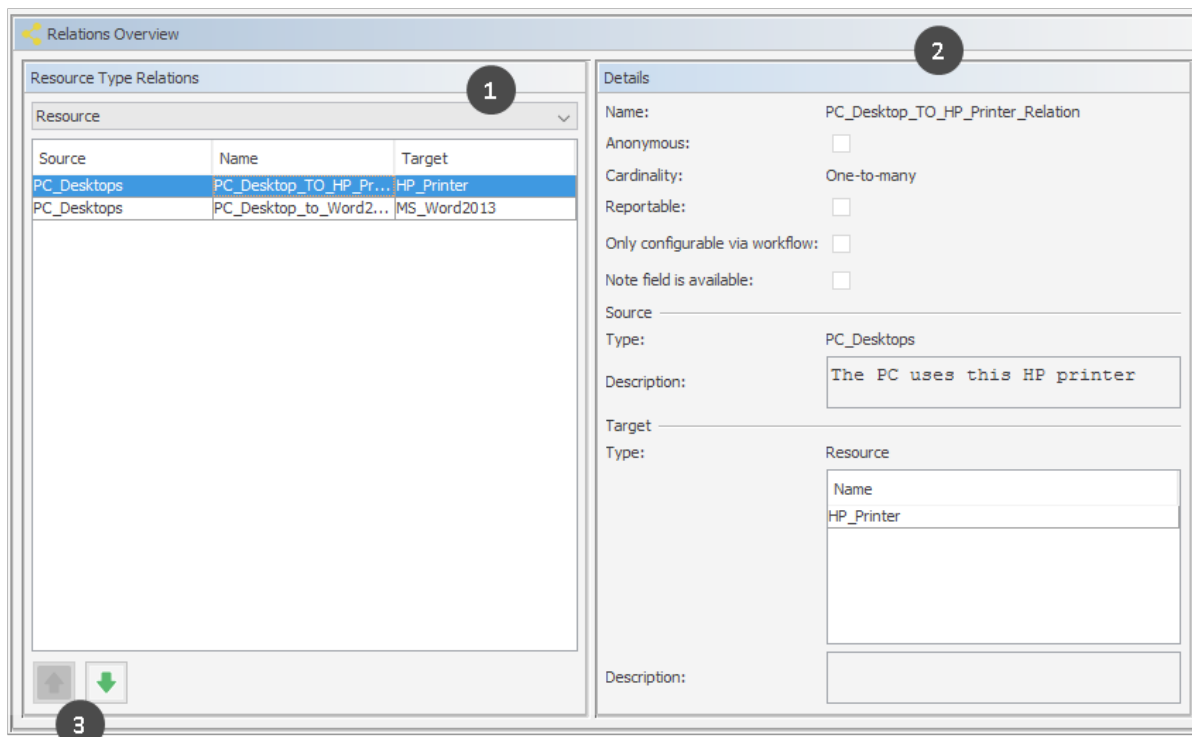 Relations Overview
2
Resource Type Relations
1
Resource
Source Name Target
PC_Desktops PC_Desktop_TO_HP_Pr... HP_Printer
PC_Desktops PC_Desktop_to_Word2... MS_Word2013
3
Details
Name: PC_Desktop_TO_HP_Printer_Relation
Anonymous:
Cardinality: One-to-many
Reportable:
Only configurable via workflow:
Note field is available:
Source
Type: PC_Desktops
Description: The PC uses this HP printer
Target
Type: Resource
Name
HP_Printer
Description: